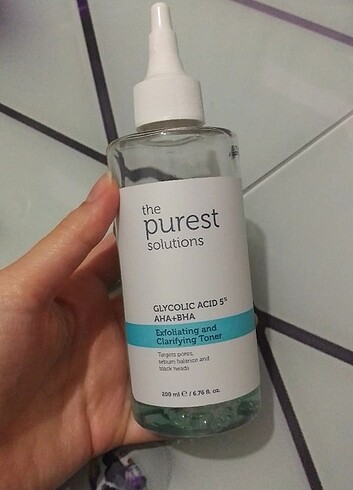 the
purest
solutions
GLYCOLIC ACID 5%
AHA+BHA
Exfoliating and
Clarifying Toner
Targets pores,
sebum balance and
black heads
200 ml ℮ / 6.76 fl. oz.